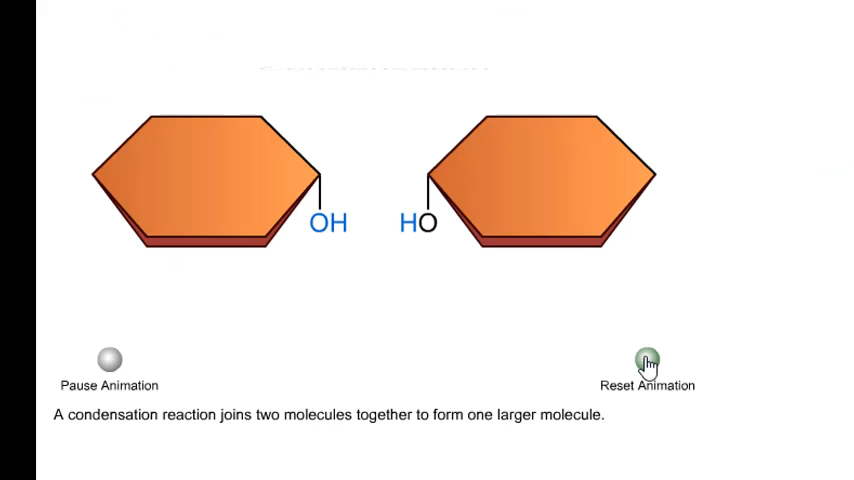 OH
HO
Pause Animation
Reset Animation
A condensation reaction joins two molecules together to form one larger molecule.